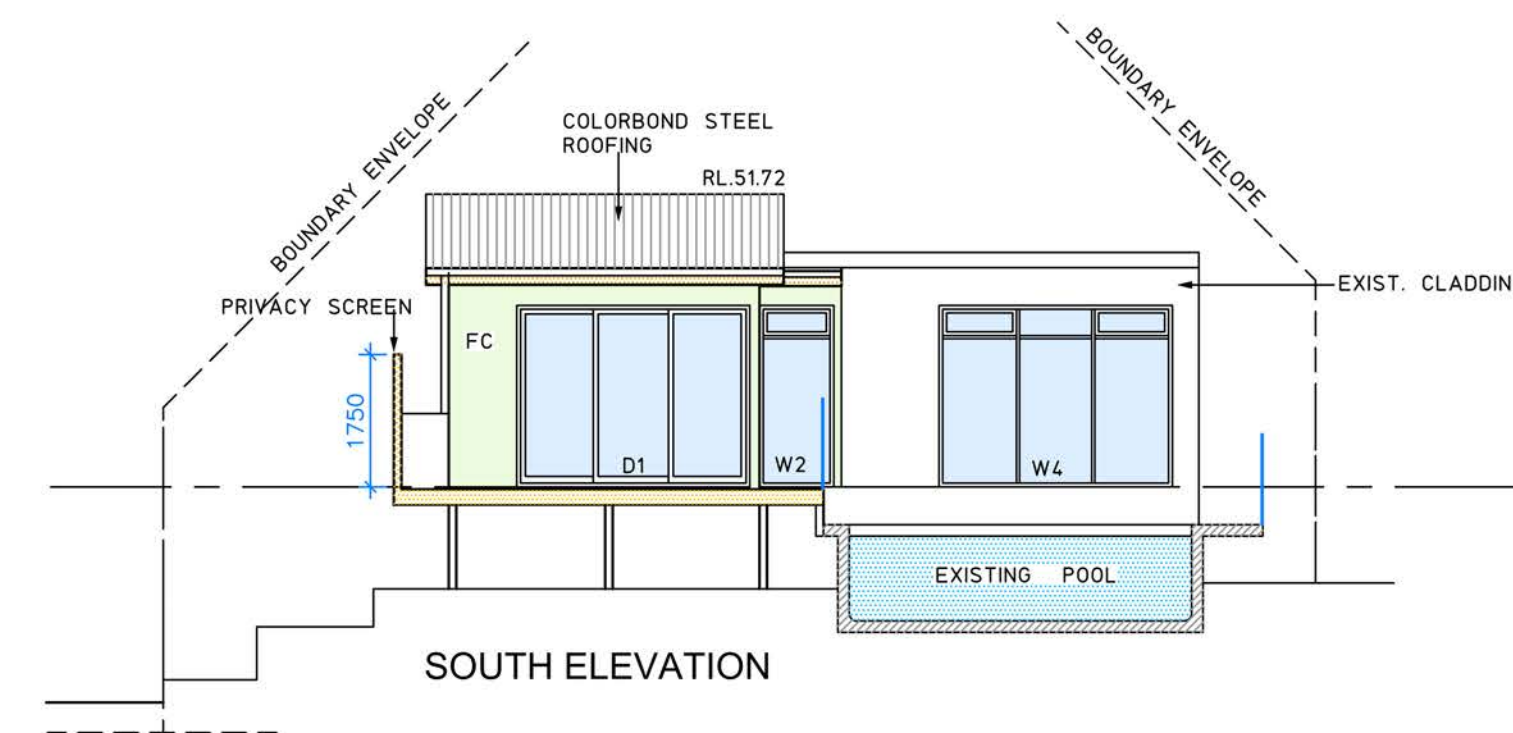 BOUNDARY ENVELOPE
BOUNDARY ENVELOPE
COLORBOND STEEL
ROOFING
RL.51.72
PRIVACY SCREEN
EXIST. CLADDIN
FC
1750
D1
W2
W4
EXISTING POOL
SOUTH ELEVATION